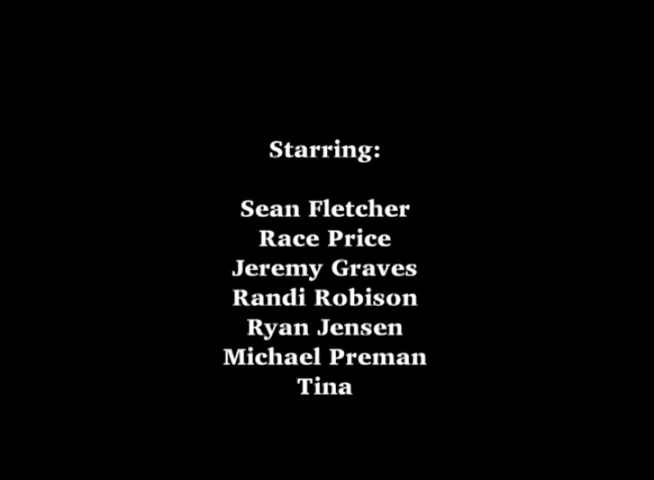 Starring:
Sean Fletcher
Race Price
Jeremy Graves
Randi Robison
Ryan Jensen
Michael Preman
Tina